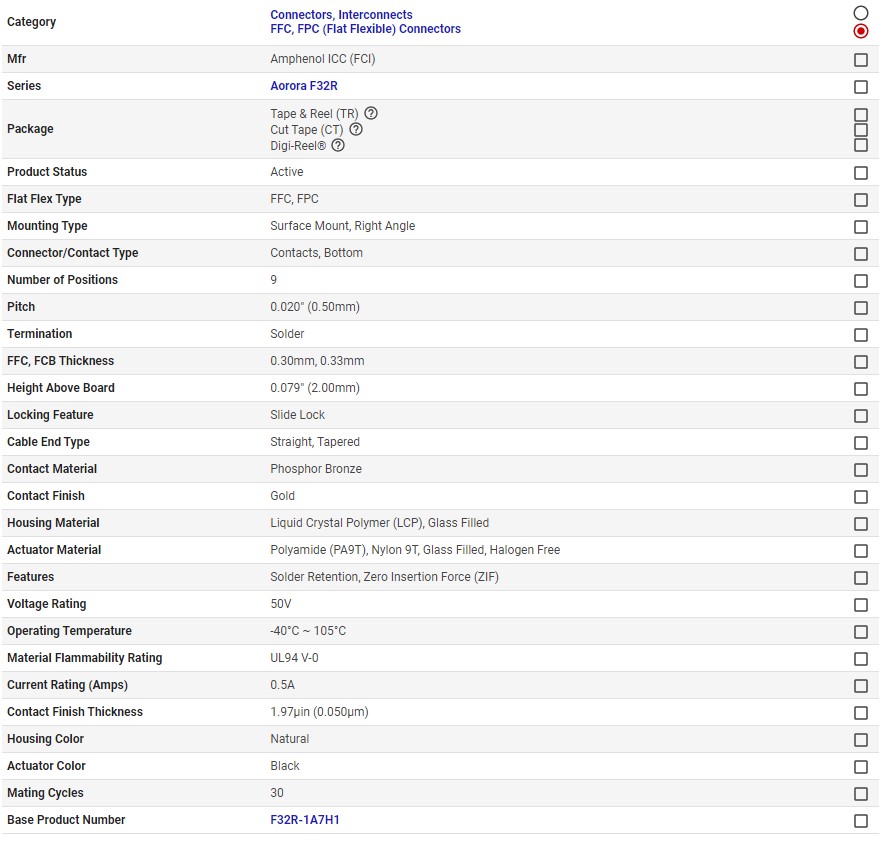 Category
Connectors, Interconnects
FFC, FPC (Flat Flexible) Connectors
Mfr Amphenol ICC (FCI)
Series Aorora F32R
Package
Tape & Reel (TR) ?
Cut Tape (CT) ?
Digi-Reel® ?
Product Status Active
Flat Flex Type FFC, FPC
Mounting Type Surface Mount, Right Angle
Connector/Contact Type Contacts, Bottom
Number of Positions 9
Pitch 0.020" (0.50mm)
Termination Solder
FFC, FCB Thickness 0.30mm, 0.33mm
Height Above Board 0.079" (2.00mm)
Locking Feature Slide Lock
Cable End Type Straight, Tapered
Contact Material Phosphor Bronze
Contact Finish Gold
Housing Material Liquid Crystal Polymer (LCP), Glass Filled
Actuator Material Polyamide (PA9T), Nylon 9T, Glass Filled, Halogen Free
Features Solder Retention, Zero Insertion Force (ZIF)
Voltage Rating 50V
Operating Temperature -40°C ~ 105°C
Material Flammability Rating UL94 V-0
Current Rating (Amps) 0.5A
Contact Finish Thickness 1.97µin (0.050µm)
Housing Color Natural
Actuator Color Black
Mating Cycles 30
Base Product Number F32R-1A7H1